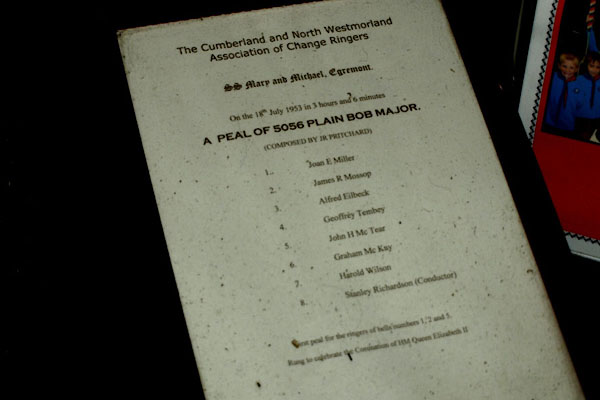 The Cumberland and North Westmorland
Association of Change Ringers
SS Mary and Michael, Egremont.
On the 18th July 1953 in 3 hours and 6 minutes
A PEAL OF 5056 PLAIN BOB MAJOR.
(COMPOSED BY JR PRITCHARD)
1. Joan E Miller
2. James R Mossop
3. Alfred Eilbeck
4. Geoffrey Tembey
5. John H Mc Tear
6. Graham Mc Kay
7. Harold Wilson
8. Stanley Richardson (Conductor)
peal for the ringers of bells numbers 1, 2 and 5.
Rung to celebrate the Coronation of HM Queen Elizabeth II